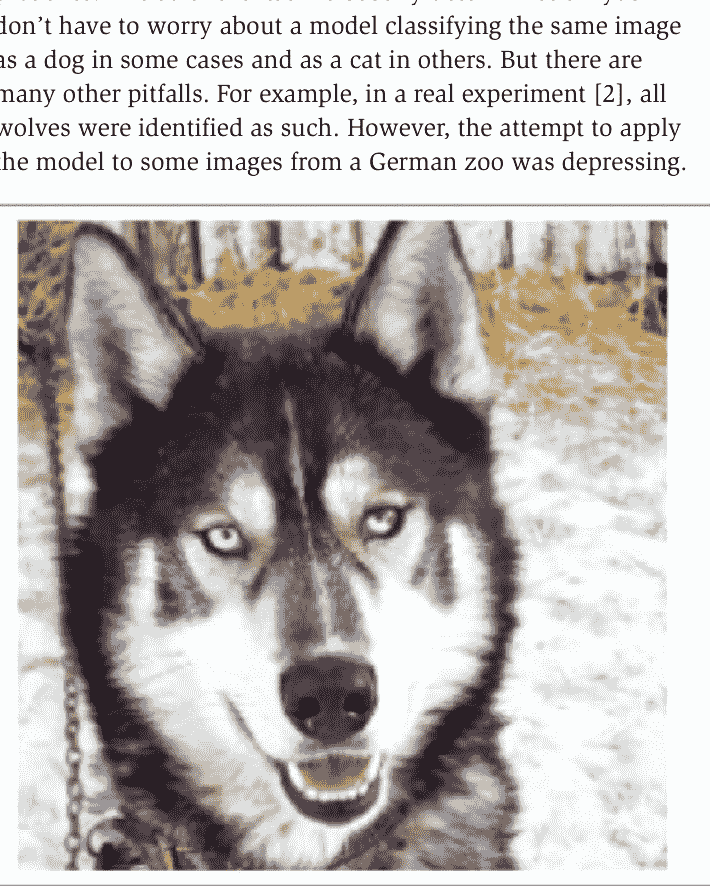 don’t have to worry about a model classifying the same image
as a dog in some cases and as a cat in others. But there are
many other pitfalls. For example, in a real experiment [2], all
wolves were identified as such. However, the attempt to apply
the model to some images from a German zoo was depressing.